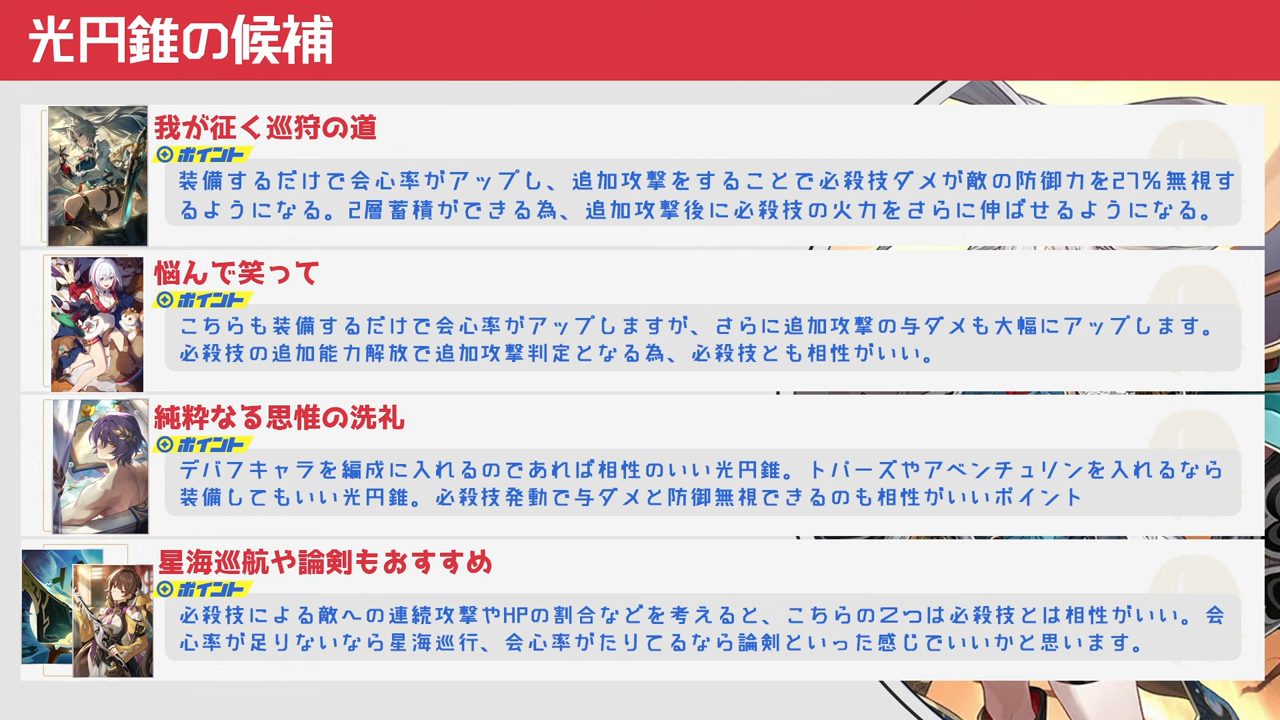 光円錐の候補
我が征く巡狩の道
ポイント
装備するだけで会心率がアップし、追加攻撃をすることで必殺技ダメが敵の防御力を27%無視す
るようになる。2層蓄積ができる為、追加攻撃後に必殺技の火力をさらに伸ばせるようになる。
悩んで笑って
ポイント
こちらも装備するだけで会心率がアップしますが、さらに追加攻撃の与ダメも大幅にアップします。
必殺技の追加能力解放で追加攻撃判定となる為、必殺技とも相性がいい。
純粋なる思惟の洗礼
ポイント
デバフキャラを編成に入れるのであれば相性のいい光円錐。トパーズやアベンチュリンを入れるなら
装備してもいい光円錐。必殺技発動で与ダメと防御無視できるのも相性がいいポイント
星海巡航や論剣もおすすめ
ポイント
必殺技による敵への連続攻撃やHPの割合などを考えると、こちらの2つは必殺技とは相性がいい。会
心率が足りないなら星海巡行、会心率がたりてるなら論剣といった感じでいいかと思います。